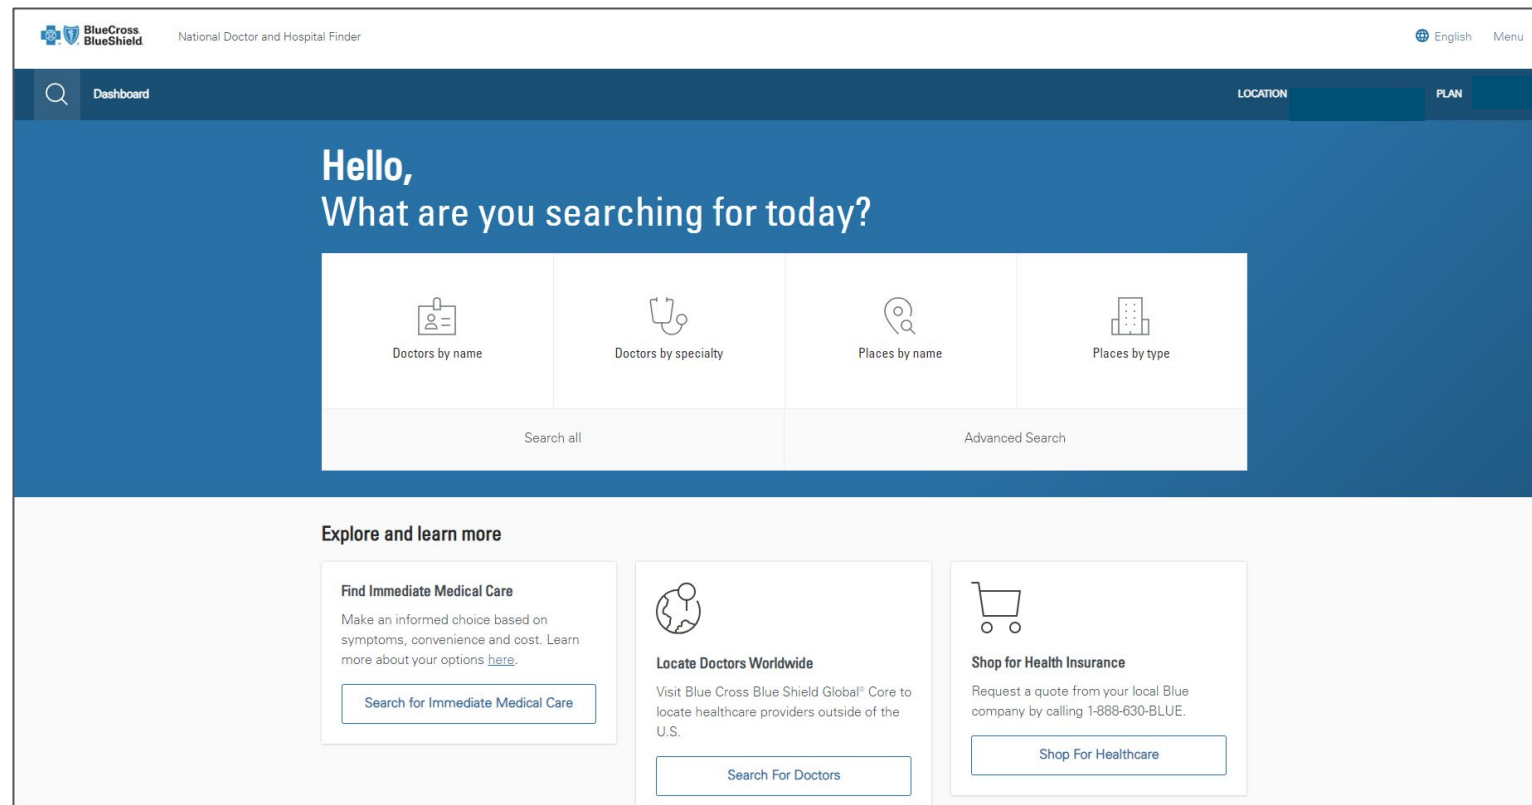 BlueCross
BlueShield
National Doctor and Hospital Finder
English
Menu
Dashboard
LOCATION
PLAN
Hello,
What are you searching for today?
Doctors by name
Doctors by specialty
Places by name
Places by type
Search all
Advanced Search
Explore and learn more
Find Immediate Medical Care
Make an informed choice based on
symptoms, convenience and cost. Learn
more about your options here.
Search for Immediate Medical Care
Locate Doctors Worldwide
Visit Blue Cross Blue Shield Global® Core to
locate healthcare providers outside of the
U.S.
Search For Doctors
Shop for Health Insurance
Request a quote from your local Blue
company by calling 1-888-630-BLUE.
Shop For Healthcare